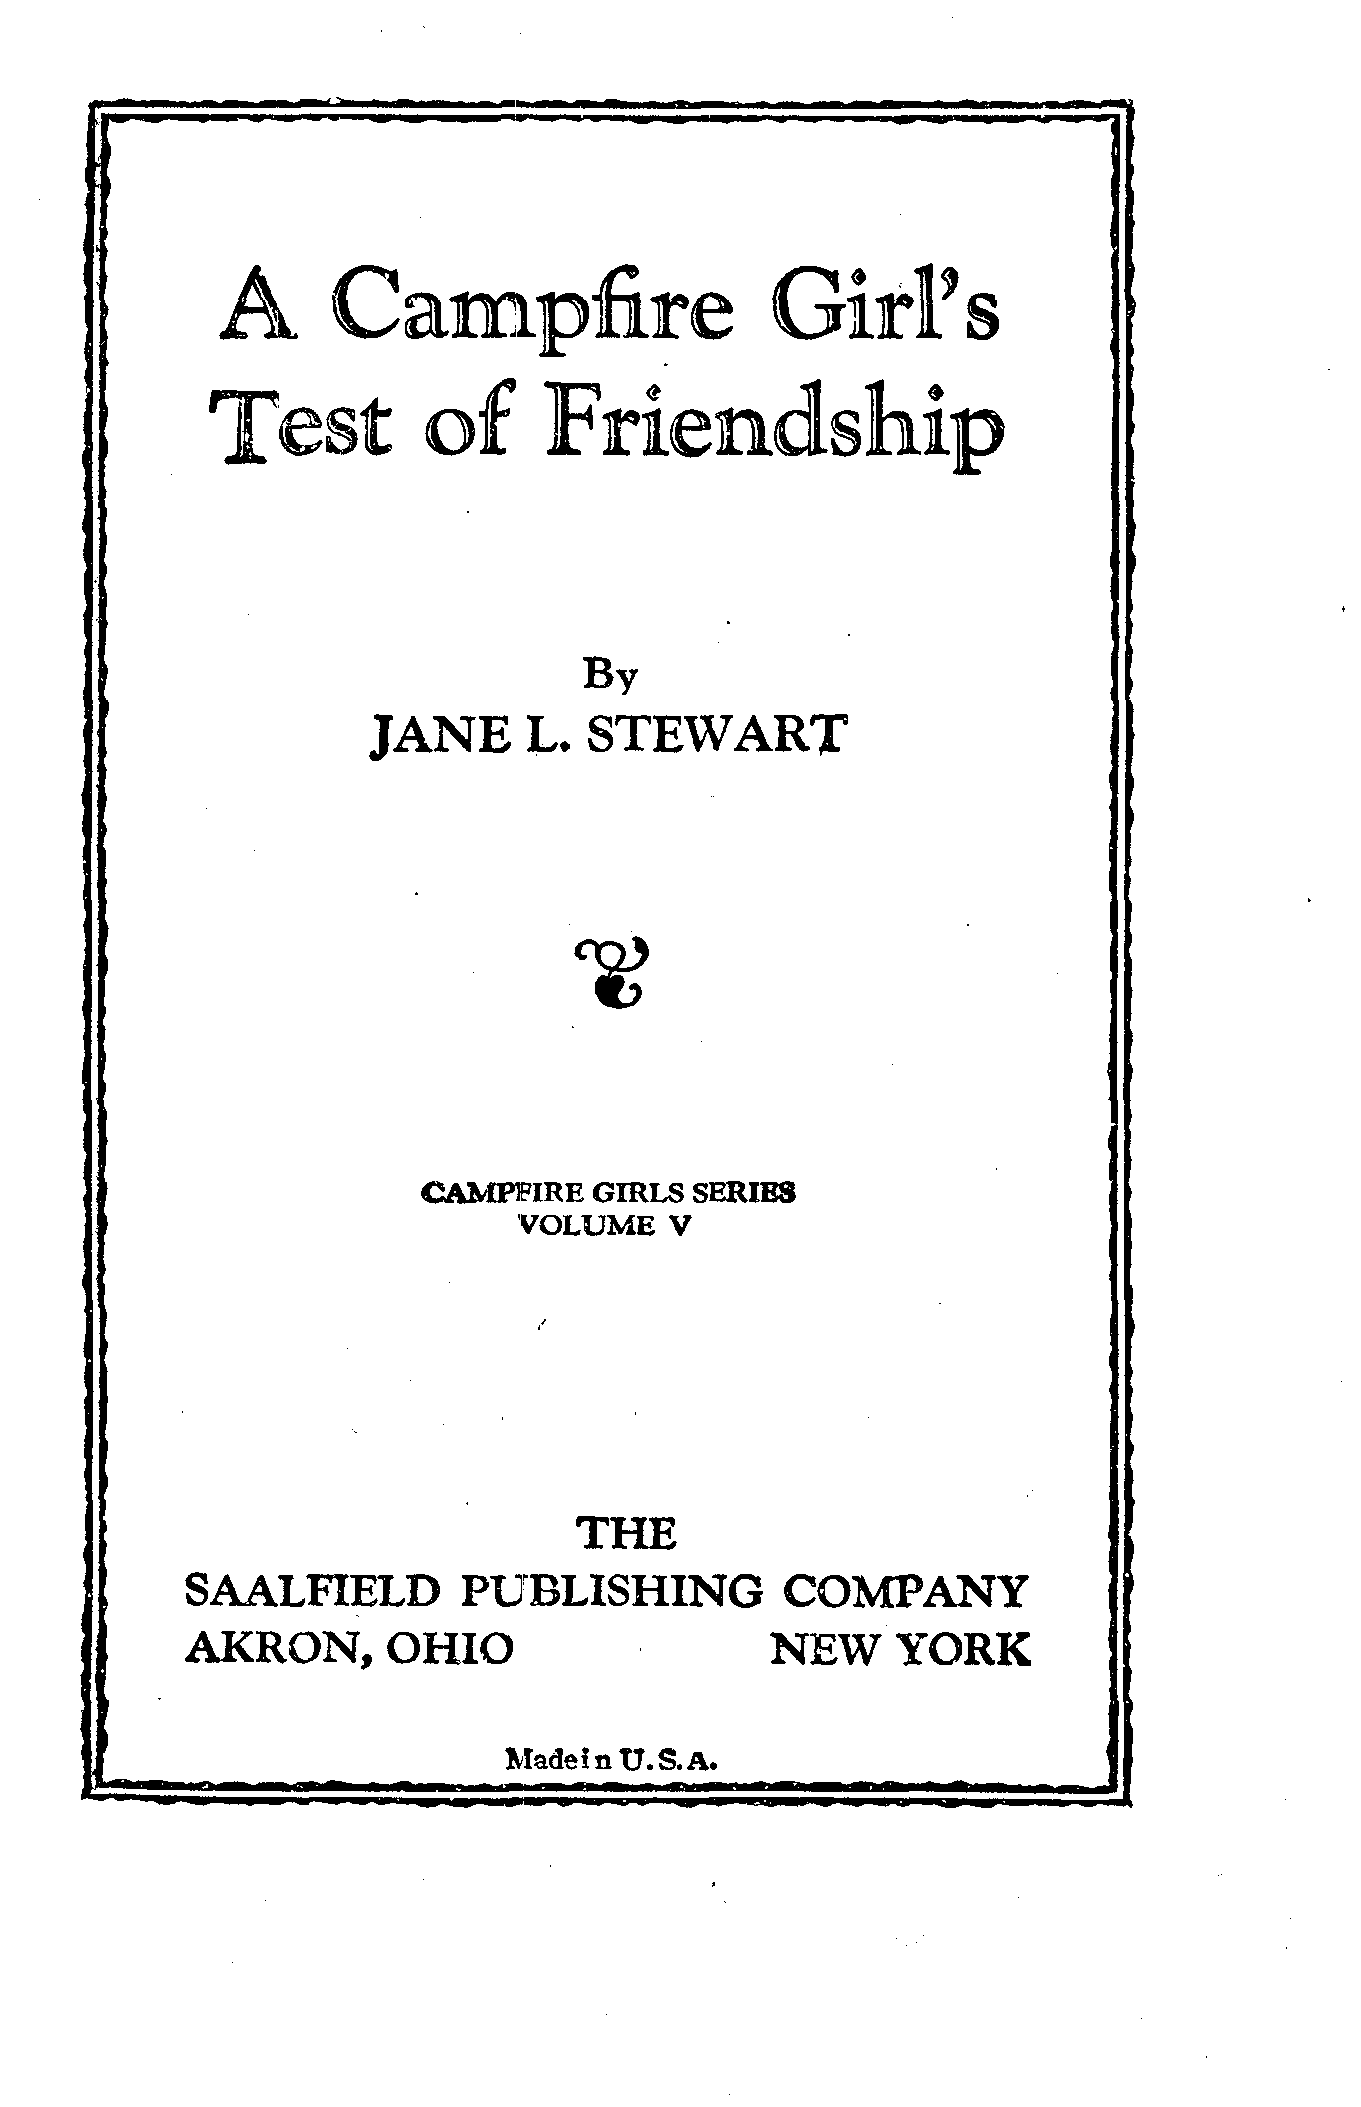 A Campfire Girl's
Test of Friendship
By
JANE L. STEWART
CAMPFIRE GIRLS SERIES
VOLUME V
THE
SAALFIELD PUBLISHING COMPANY
AKRON, OHIO NEW YORK
Made in U.S.A.